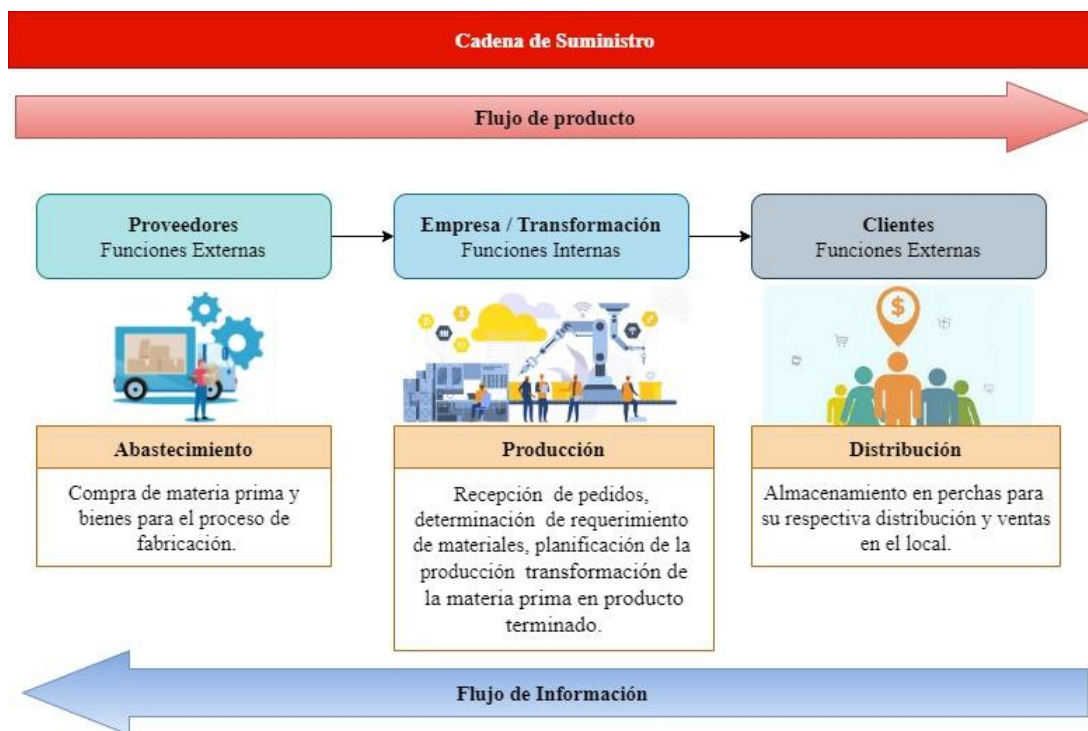 Cadena de Suministro
Flujo de producto
Proveedores
Funciones Externas
Empresa / Transformación
Funciones Internas
Clientes
Funciones Externas
$
Abastecimiento
Compra de materia prima y
bienes para el proceso de
fabricación.
Producción
Recepción de pedidos,
determinación de requerimiento
de materiales, planificación de la
producción transformación de
la materia prima en producto
terminado.
Distribución
Almacenamiento en perchas para
su respectiva distribución y ventas
en el local.
Flujo de Información